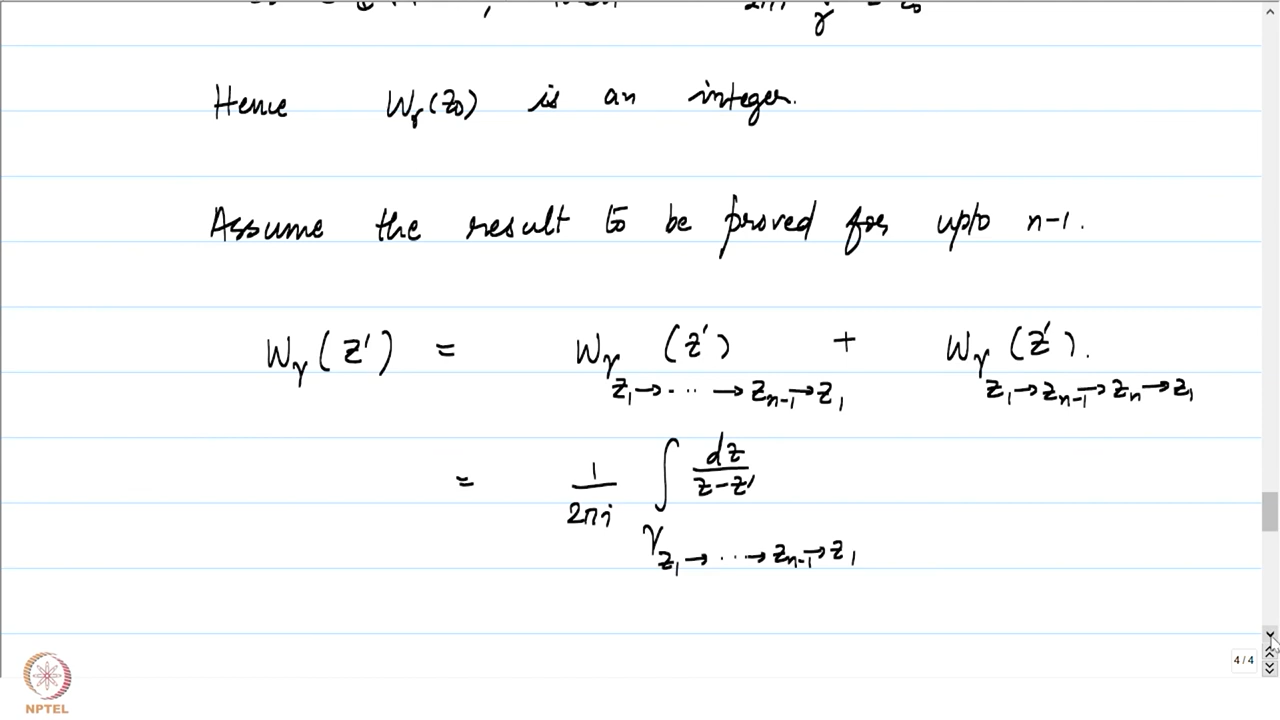 2πi γ z₀
Hence W_γ(z₀) is an integer.
Assume the result to be proved for upto n-1.
W_γ(z') = W_γ_{z₁→···→z_{n-1}→z₁}(z') + W_γ_{z₁→z_{n-1}→z_n→z₁}(z').
= 1/2πi ∫_{γ_{z₁→···→z_{n-1}→z₁}} dz/z-z'
4 / 4
NPTEL